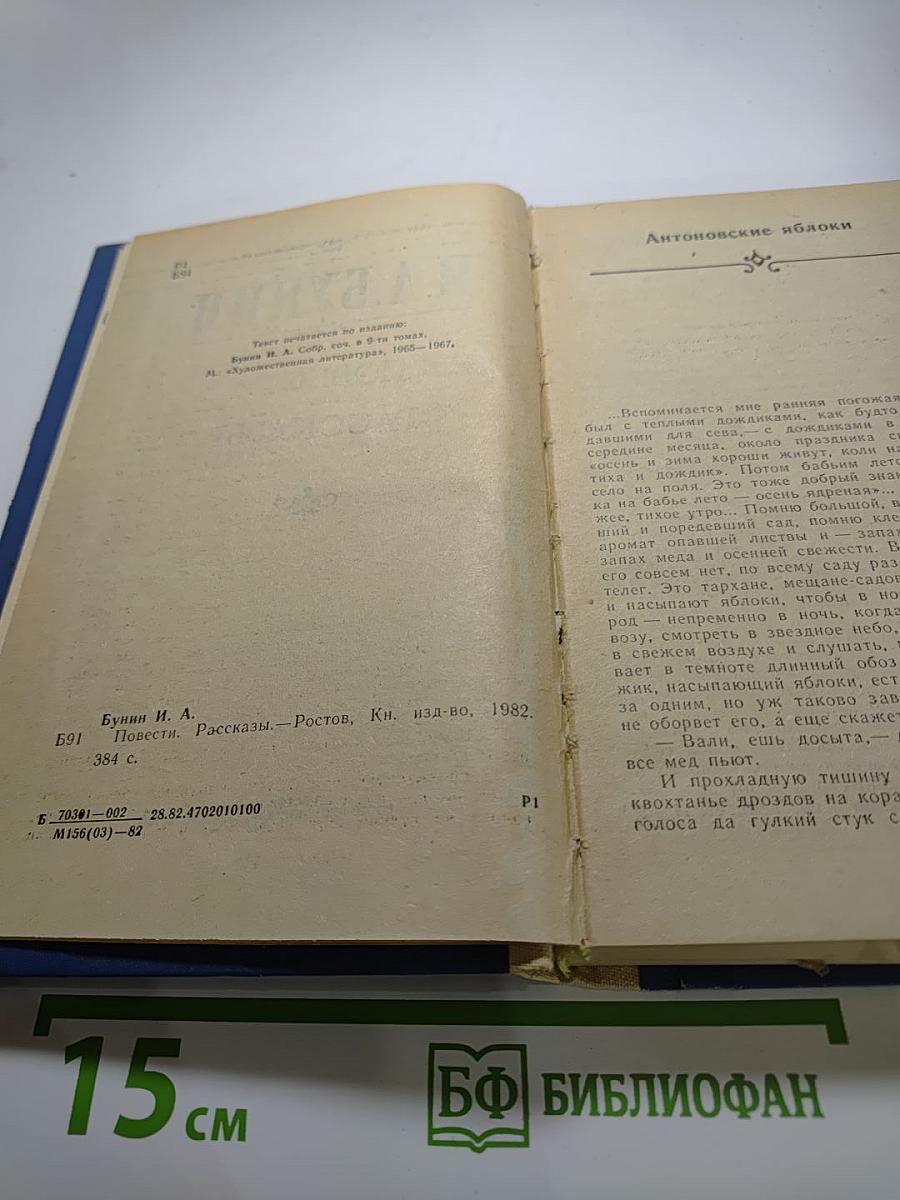 Р1
Б91
Текст печатается по изданию:
Бунин И. А. Собр. соч. в 9-ти томах.
М.: «Художественная литература», 1965—1967.
Бунин И. А.
Б91 Повести. Рассказы.—Ростов, Кн. изд-во, 1982.
384 с.
Б 70301—002 28.82.4702010100
М156(03)—82
Р1
Антоновские яблоки
...Вспоминается мне ранняя погожая
был с теплыми дождиками, как будто
давшими для сева,— с дождиками в
середине месяца, около праздника
«осень и зима хороши живут, коли на
тиха и дождик». Потом бабьим лето
село на поля. Это тоже добрый знак
ка на бабье лето — осень ядреная»...
жее, тихое утро... Помню большой, в
ший и поредевший сад, помню кле
аромат опавшей листвы и — запах
запах меда и осенней свежести. В
его совсем нет, по всему саду раз
телег. Это тархане, мещане-садов
и насыпают яблоки, чтобы в но
род — непременно в ночь, когда
возу, смотреть в звездное небо,
в свежем воздухе и слушать,
вает в темноте длинный обоз
жик, насыпающий яблоки, ест
за одним, но уж таково зав
не оборвет его, а еще скажет
— Вали, ешь досыта,—
все мед пьют.
И прохладную тишину
квохтанье дроздов на кора
голоса да гулкий стук с
15 см
БФ БИБЛИОФАН